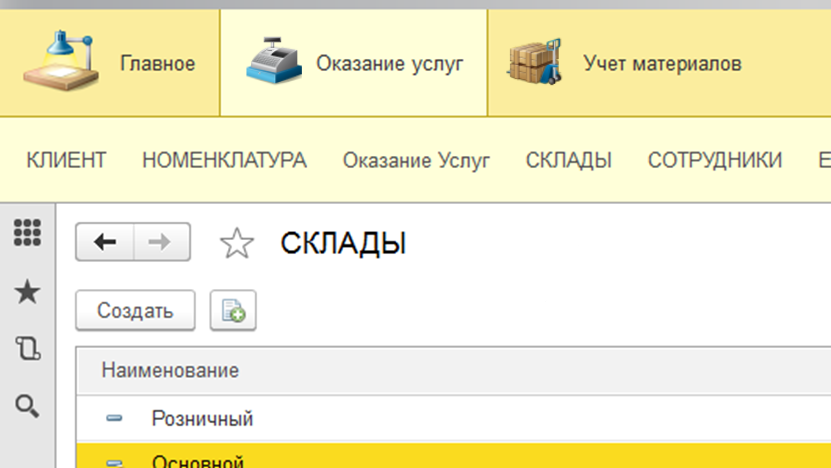 Главное Оказание услуг Учет материалов
КЛИЕНТ НОМЕНКЛАТУРА Оказание Услуг СКЛАДЫ СОТРУДНИКИ
СКЛАДЫ
Создать
Наименование
Розничный
Основной